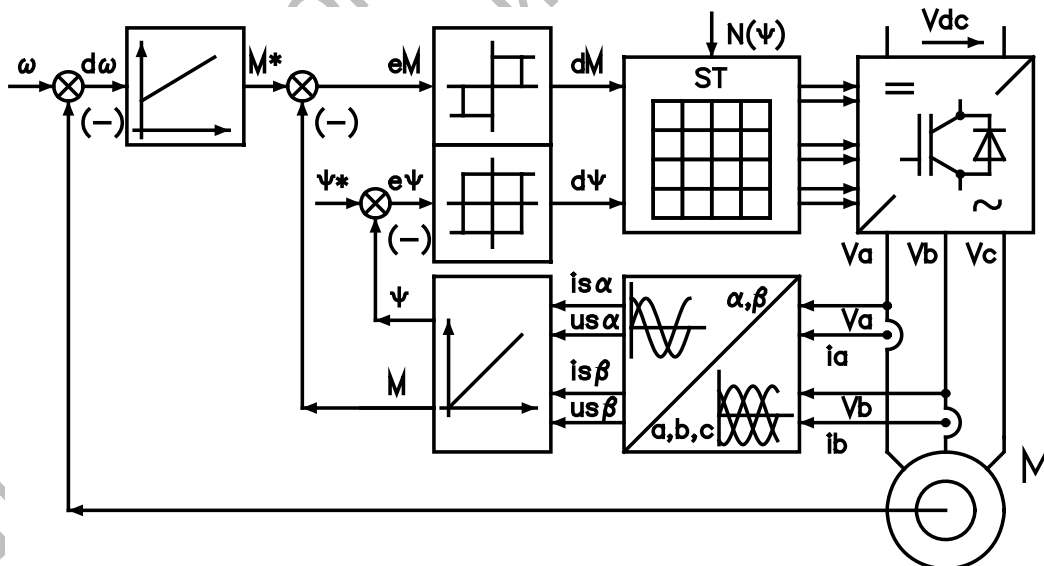 Vdc
N(ψ)
ω
dω
M*
eM
dM
ST
(−)
(−)
ψ*
eψ
dψ
(−)
Va
Vb
Vc
ψ
isα
usα
α,β
Va
ia
isβ
usβ
M
a,b,c
Vb
ib
M